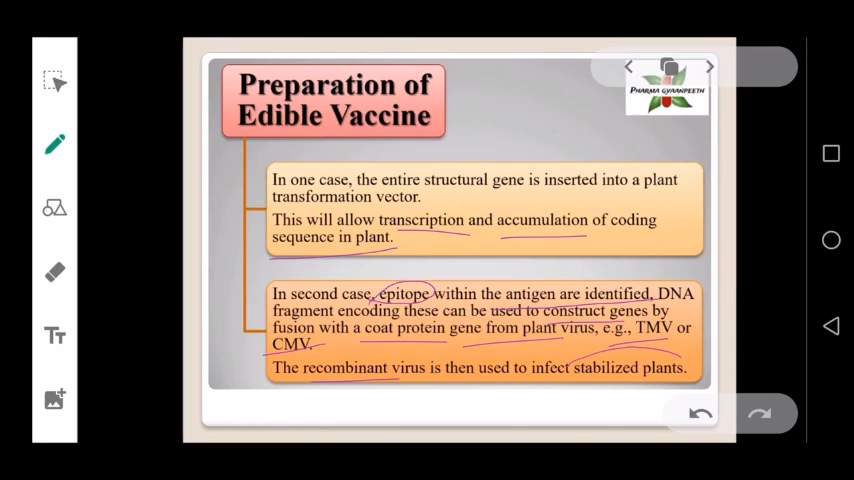 Preparation of
Edible Vaccine
PHARMA GYAANPEETH
In one case, the entire structural gene is inserted into a plant
transformation vector.
This will allow transcription and accumulation of coding
sequence in plant.
In second case, epitope within the antigen are identified, DNA
fragment encoding these can be used to construct genes by
fusion with a coat protein gene from plant virus, e.g., TMV or
CMV.
The recombinant virus is then used to infect stabilized plants.
TT